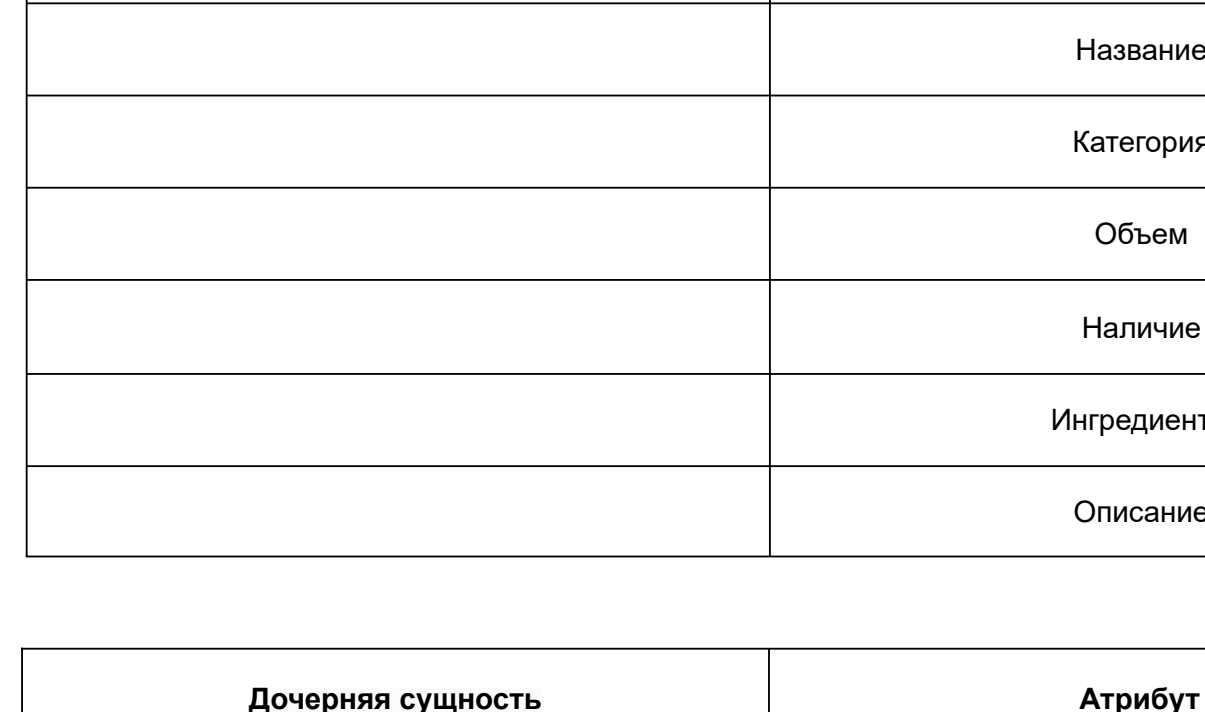 Название
Категория
Объем
Наличие
Ингредиент
Описание
Дочерняя сущность Атрибут